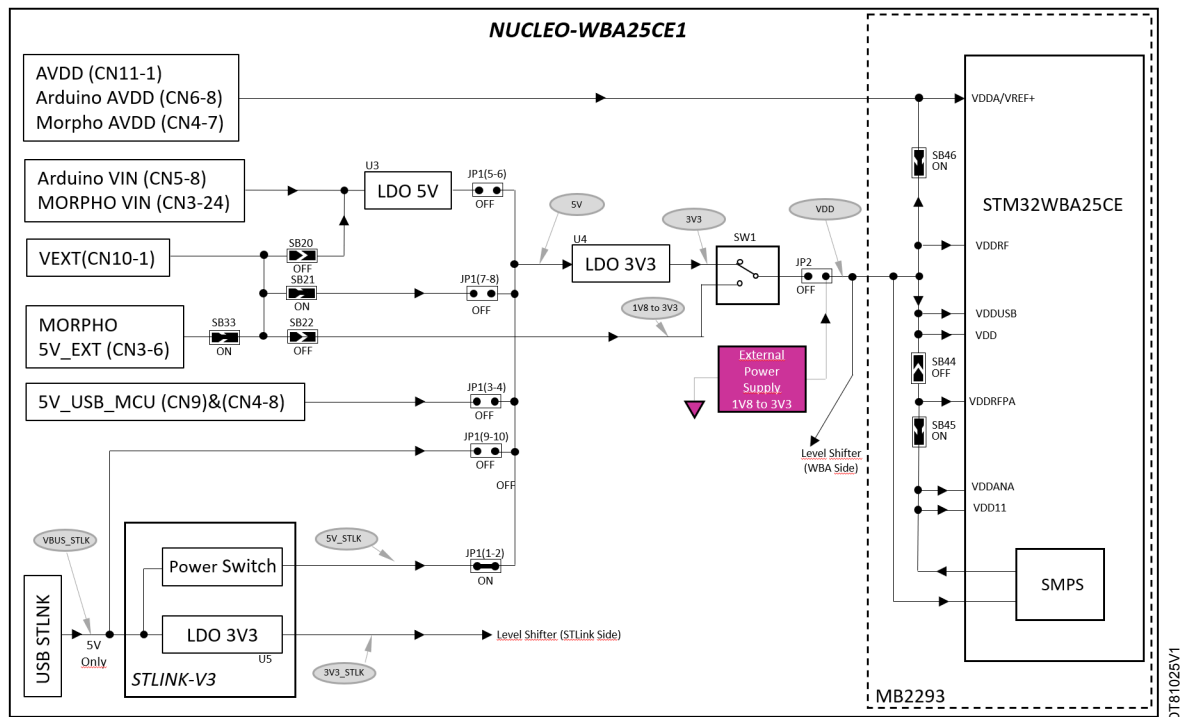 NUCLEO-WBA25CE1
AVDD (CN11-1)
Arduino AVDD (CN6-8)
Morpho AVDD (CN4-7)
VDDA/VREF+
SB46
ON
Arduino VIN (CN5-8)
MORPHO VIN (CN3-24)
U3
LDO 5V
JP1(5-6)
OFF
5V
VDD
STM32WBA25CE
3V3
U4
LDO 3V3
SW1
JP2
OFF
VDDRF
VEXT(CN10-1)
SB20
OFF
SB21
ON
JP1(7-8)
OFF
1V8 to 3V3
MORPHO
5V_EXT (CN3-6)
SB33
ON
SB22
OFF
VDDUSB
VDD
External
Power
Supply
1V8 to 3V3
SB44
OFF
5V_USB_MCU (CN9)&(CN4-8)
JP1(3-4)
OFF
VDDRFPA
SB45
ON
JP1(9-10)
OFF
OFF
Level Shifter
(WBA Side)
VDDANA
VDD11
VBUS_STLK
5V_STLK
Power Switch
JP1(1-2)
ON
SMPS
USB STLNK
5V
Only
LDO 3V3
U5
Level Shifter (STLink Side)
3V3_STLK
STLINK-V3
MB2293
DT81025V1